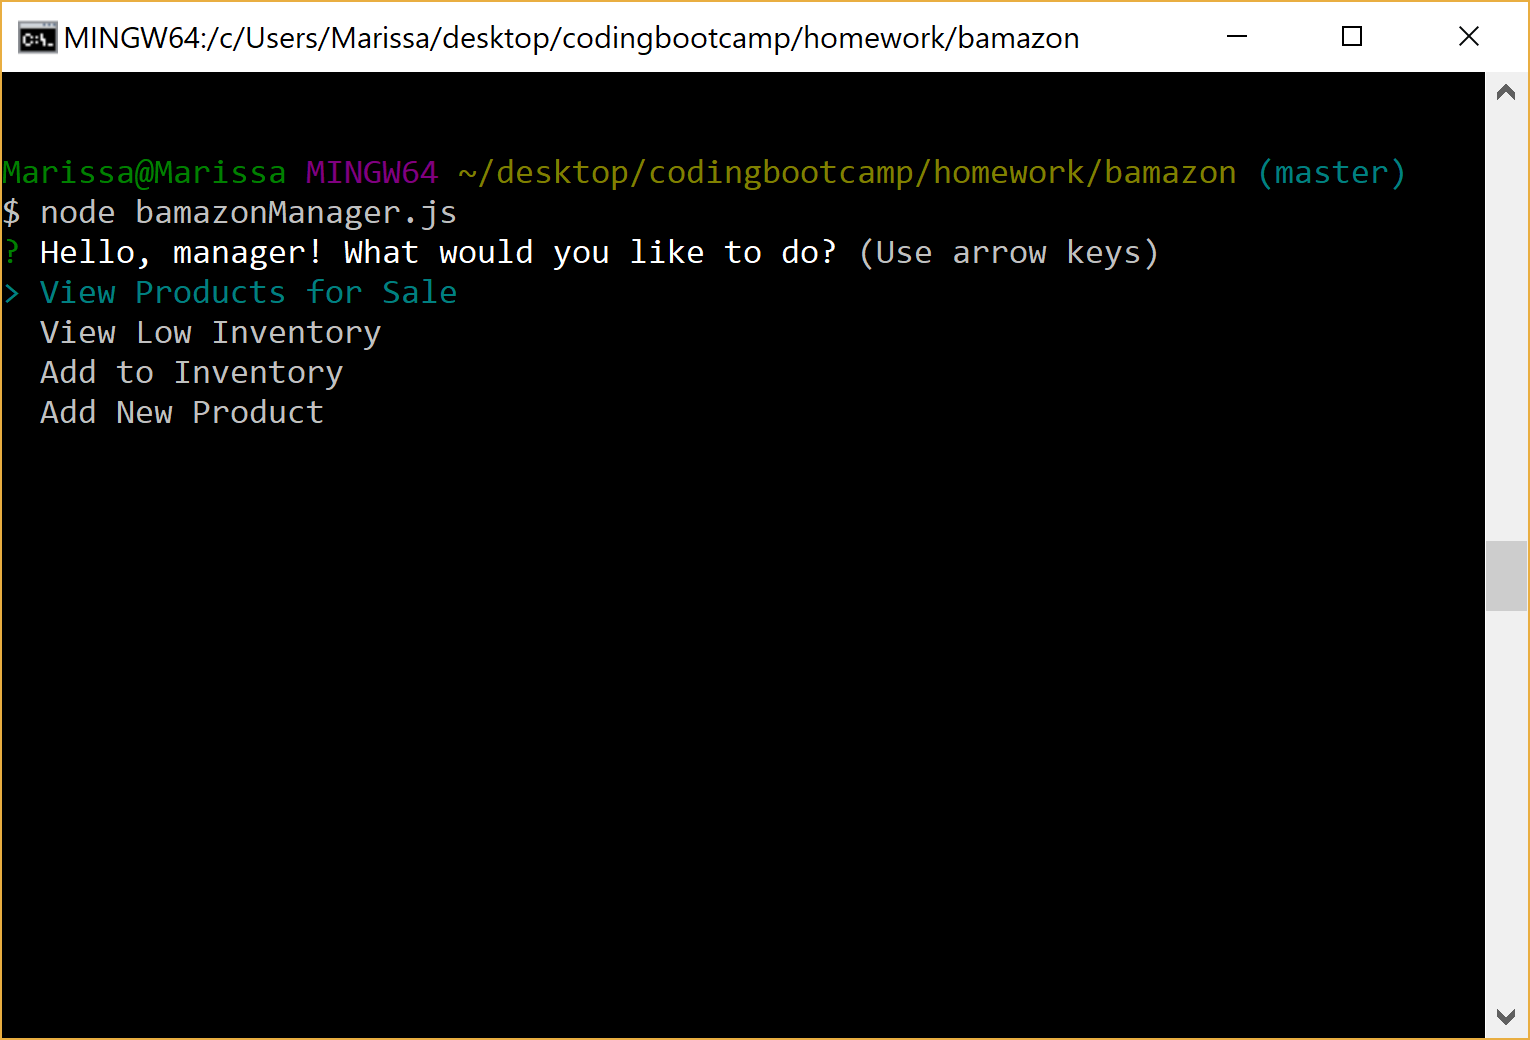 MINGW64:/c/Users/Marissa/desktop/codingbootcamp/homework/bamazon
Marissa@Marissa MINGW64 ~/desktop/codingbootcamp/homework/bamazon (master)
$ node bamazonManager.js
? Hello, manager! What would you like to do? (Use arrow keys)
> View Products for Sale
  View Low Inventory
  Add to Inventory
  Add New Product